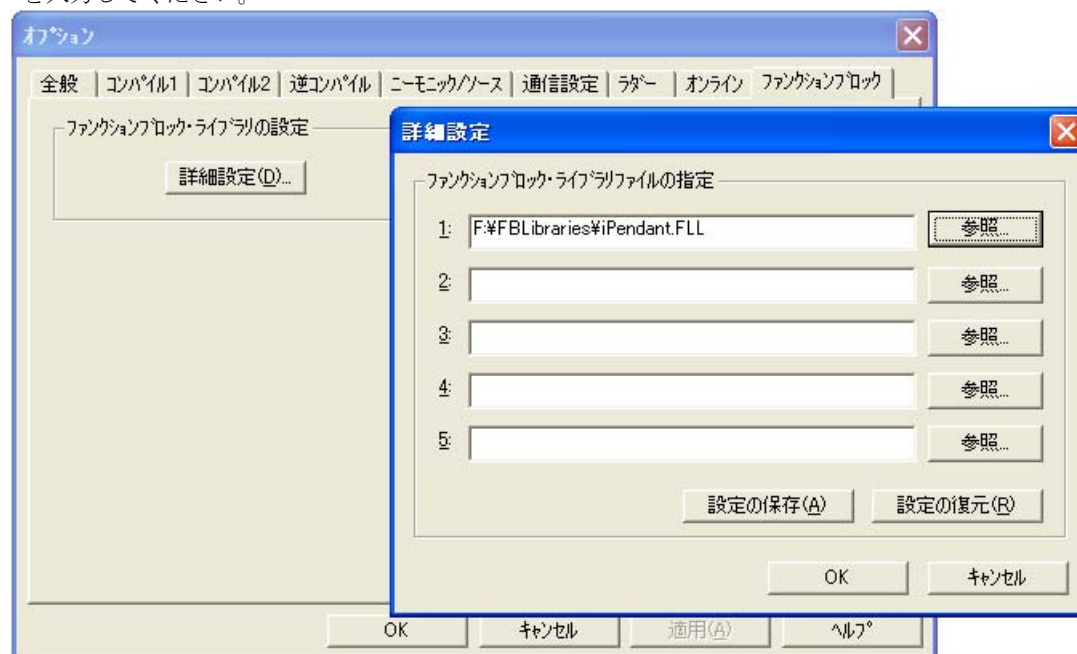 を入力してください。
オプション
全般 コンパイル1 コンパイル2 逆コンパイル ニーモニック/ソース 通信設定 ラダー オンライン ファンクションブロック
ファンクションブロック・ライブラリの設定
詳細設定(D)...
詳細設定
ファンクションブロック・ライブラリファイルの指定
1: F:¥FBLibraries¥iPendant.FLL 参照...
2: 参照...
3: 参照...
4: 参照...
5: 参照...
設定の保存(A) 設定の復元(R)
OK キャンセル
OK キャンセル 適用(A) ヘルプ